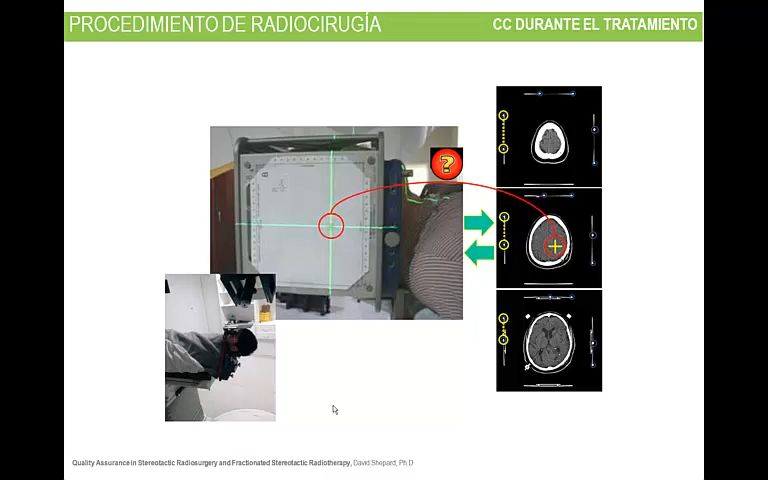 PROCEDIMIENTO DE RADIOCIRUGÍA
CC DURANTE EL TRATAMIENTO
?
Quality Assurance in Stereotactic Radiosurgery and Fractionated Stereotactic Radiotherapy, David Shepard, Ph.D